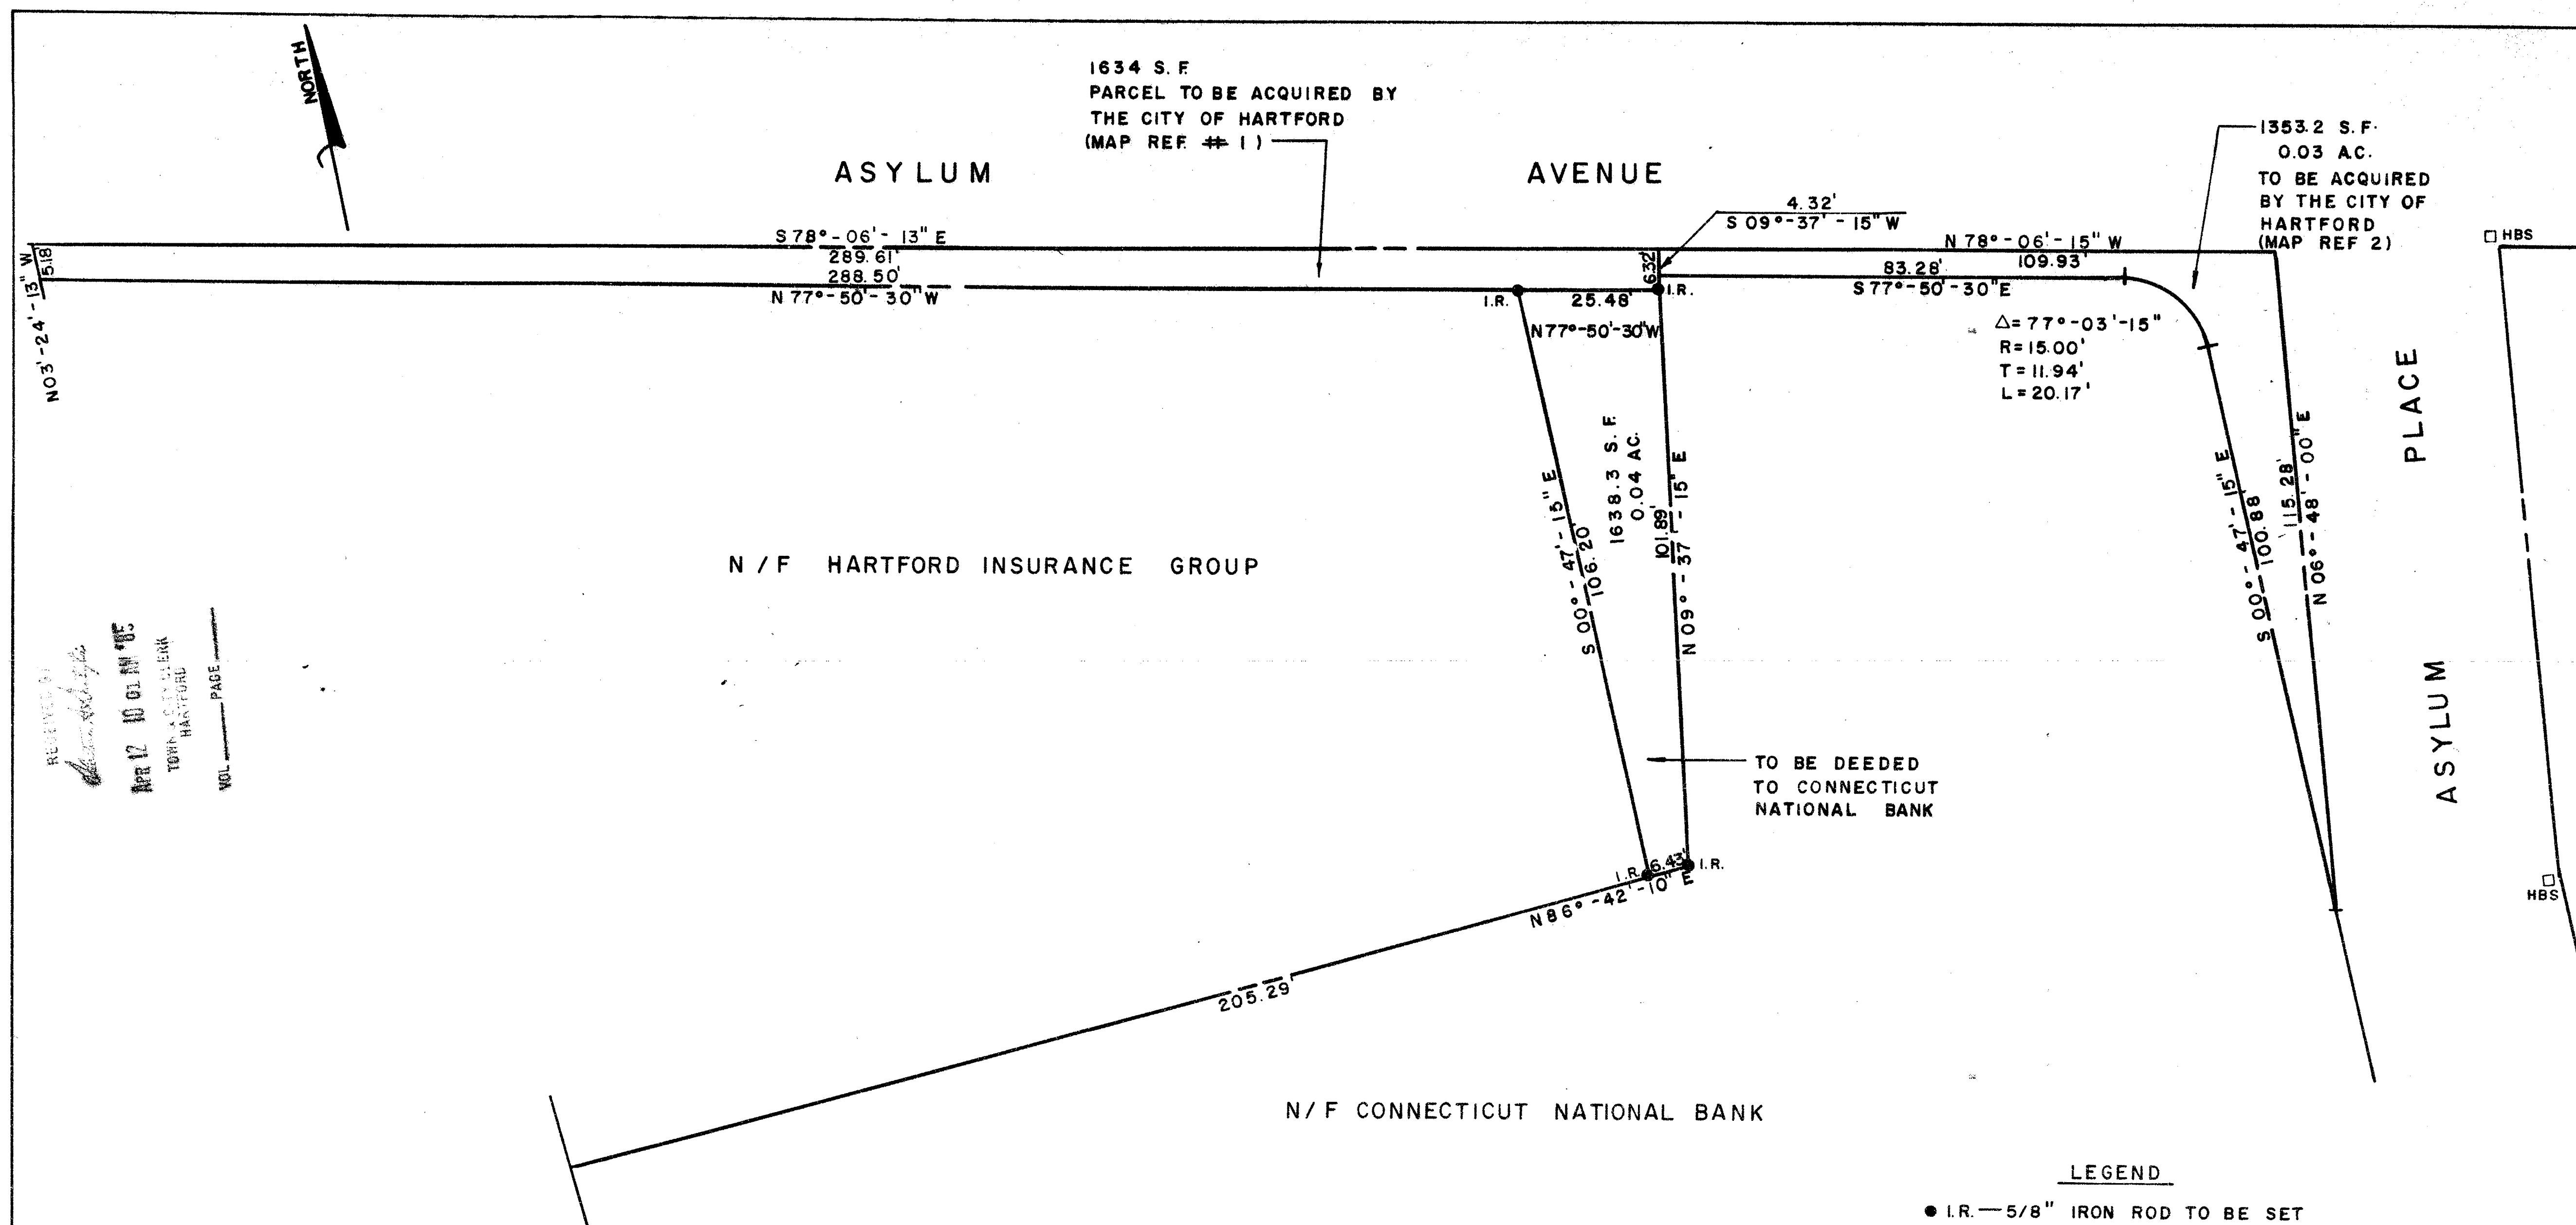 NORTH
1634 S. F.
PARCEL TO BE ACQUIRED BY
THE CITY OF HARTFORD
(MAP REF. # 1)
ASYLUM AVENUE
1353.2 S. F.
0.03 AC.
TO BE ACQUIRED
BY THE CITY OF
HARTFORD
(MAP REF 2)
HBS
4.32'
S 09°-37'-15" W
S 78°-06'-13" E
289.61'
288.50'
N 77°-50'-30" W
5.18'
N03'-24'-13" W
6.32'
N 78°-06'-15" W
109.93'
83.28'
S 77°-50'-30" E
I.R.
25.48'
I.R.
N77°-50'-30"W
△= 77°-03'-15"
R=15.00'
T=11.94'
L=20.17'
S 00°-47'-15" E
106.20'
1638.3 S. F.
0.04 AC.
101.89'
N 09°-37'-15" E
S 00°-47'-15" E
100.88'
115.28'
N 06°-48'-00" E
ASYLUM PLACE
N/F HARTFORD INSURANCE GROUP
APR 12 10 01 AM '85
TOWN & CITY CLERK
HARTFORD
VOL PAGE
TO BE DEEDED
TO CONNECTICUT
NATIONAL BANK
I.R.
6.43'
I.R.
N86°-42'-10" E
205.29'
HBS
N/F CONNECTICUT NATIONAL BANK
LEGEND
I.R.—5/8" IRON ROD TO BE SET